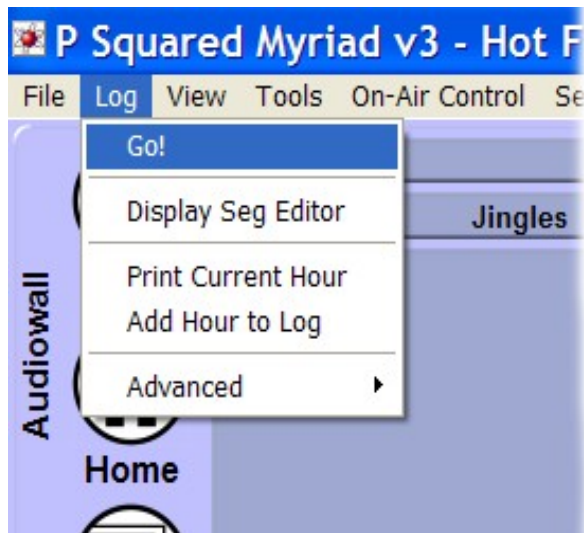 P Squared Myriad v3 - Hot F
File Log View Tools On-Air Control Se
Go!
Display Seg Editor
Jingles
Print Current Hour
Add Hour to Log
Advanced
Audiowall
Home